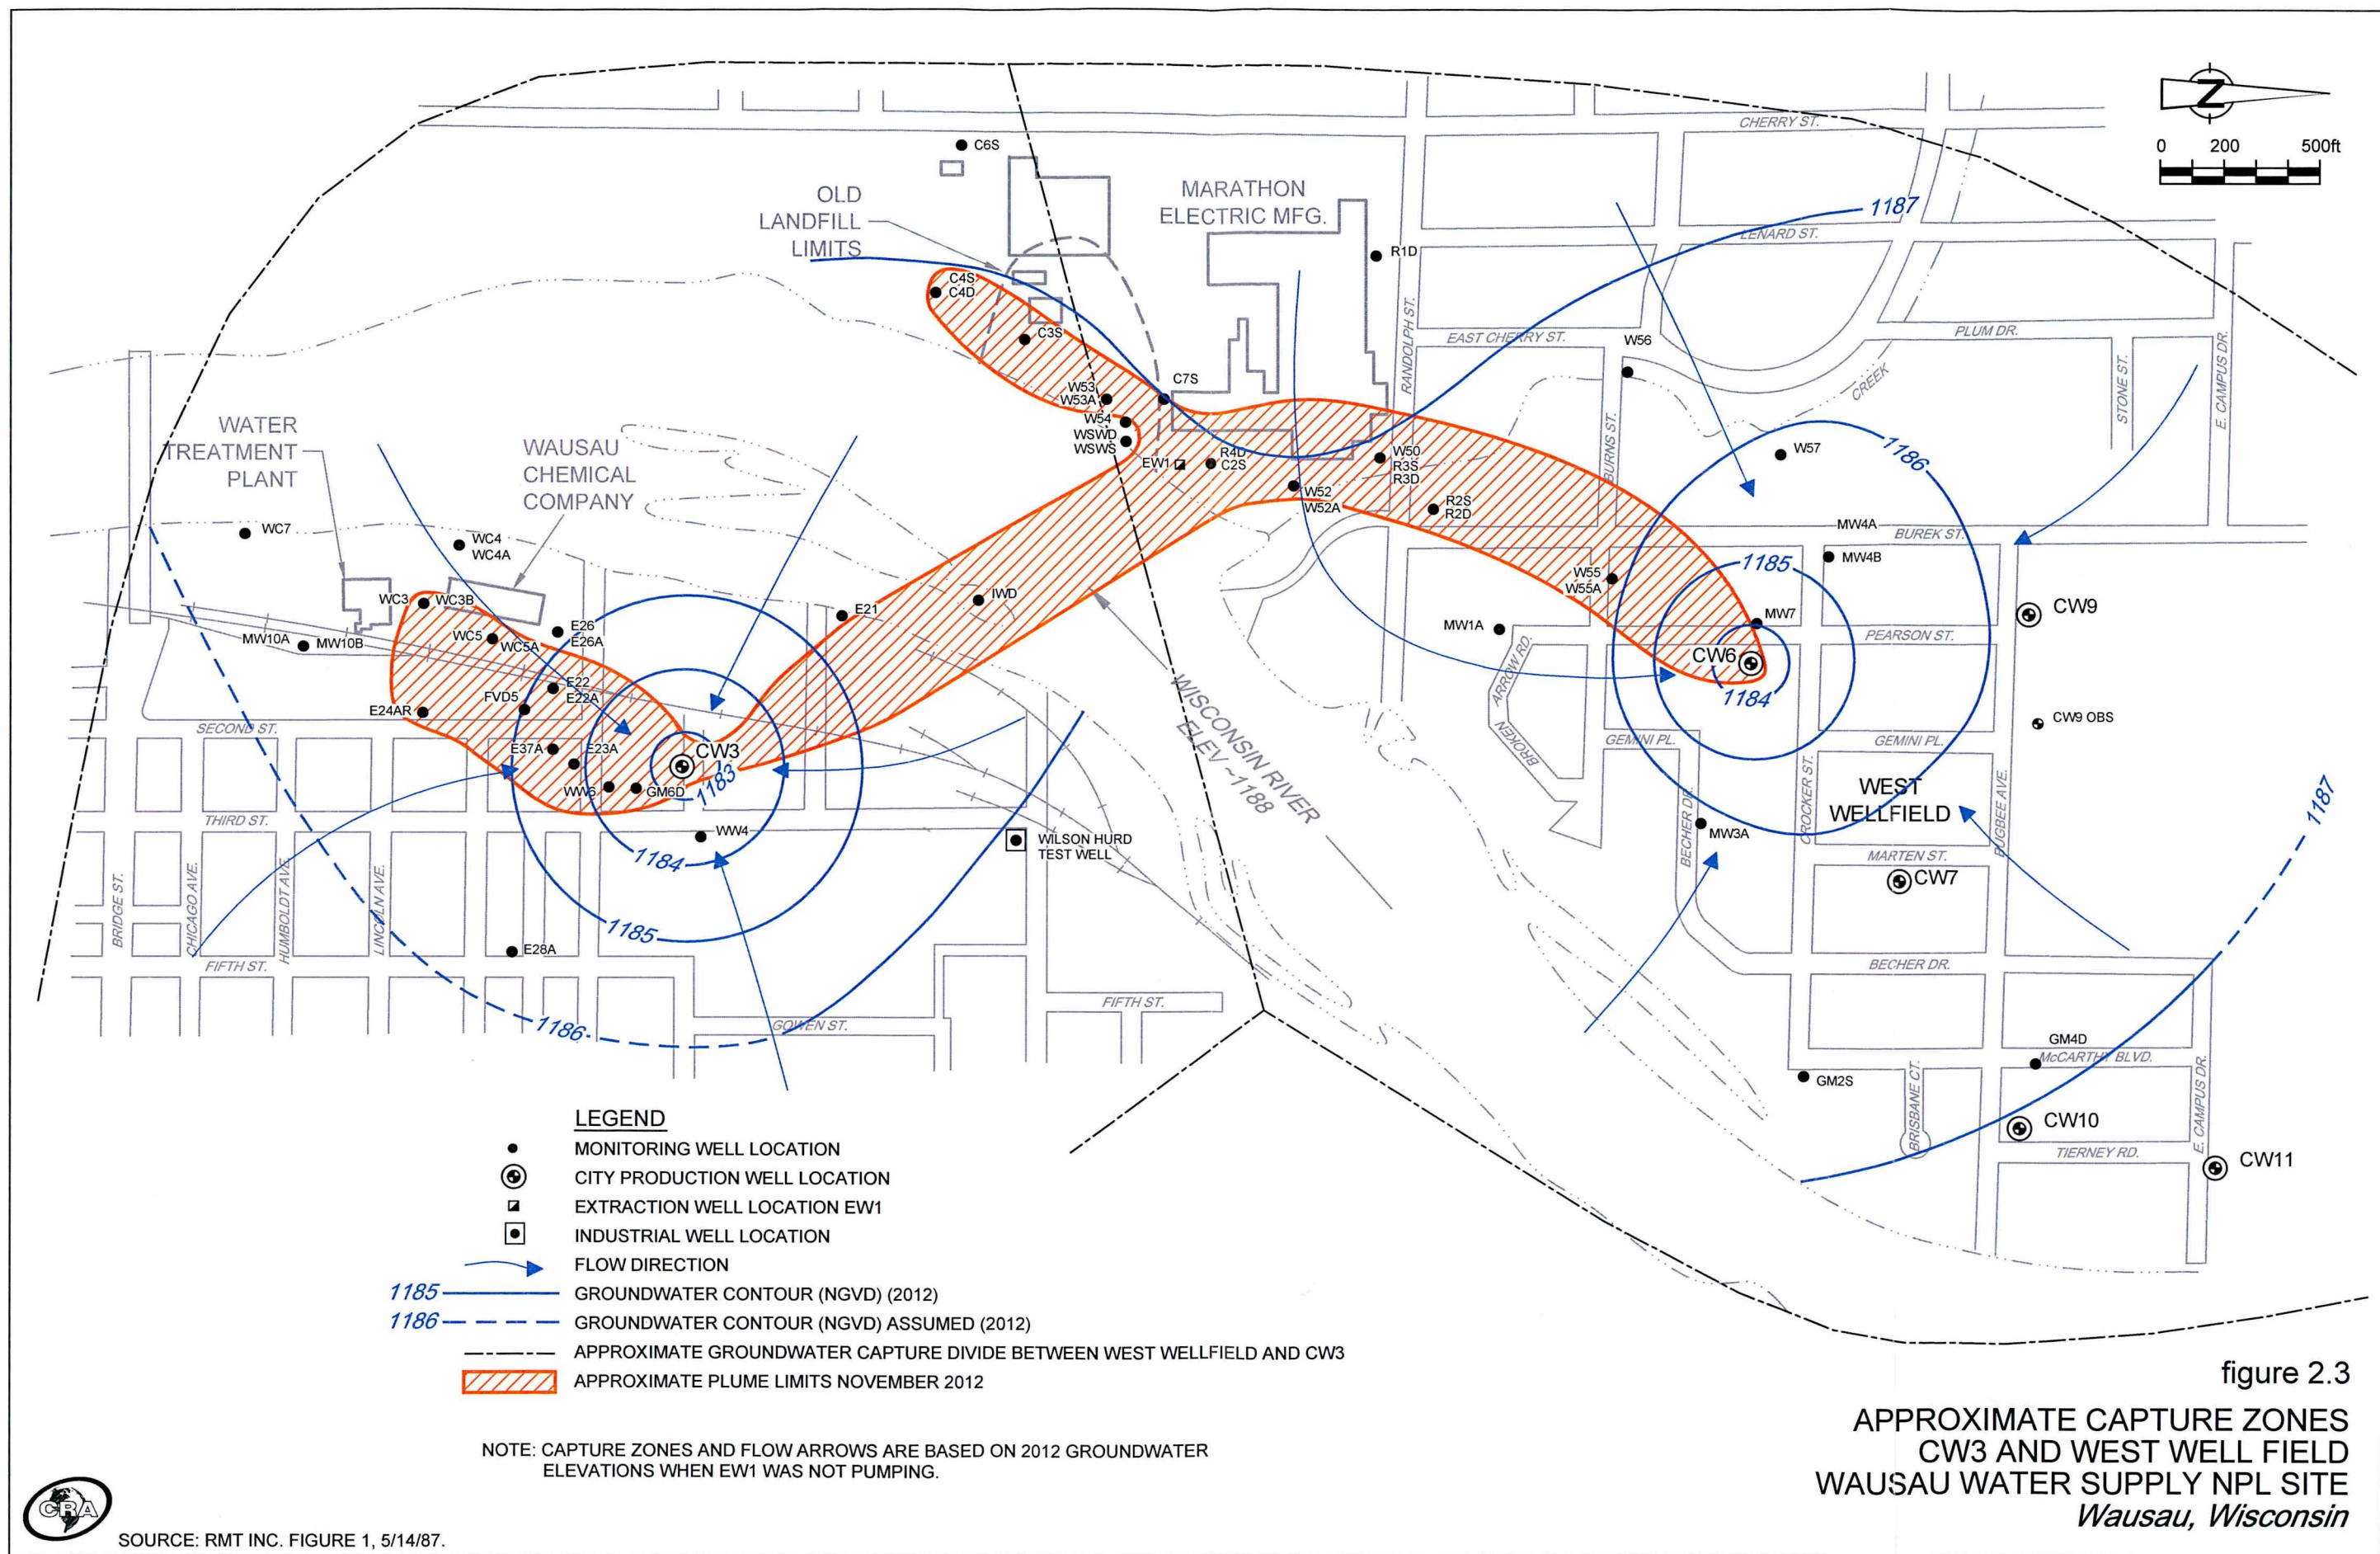 Z
0 200 500ft
CHERRY ST.
C6S
OLD
LANDFILL
LIMITS
MARATHON
ELECTRIC MFG.
1187
LENARD ST.
R1D
C4S
C4D
C3S
RANDOLPH ST.
EAST CHERRY ST.
W56
PLUM DR.
STONE ST.
E. CAMPUS DR.
CREEK
C7S
W53
W53A
W54
WSWD
WSWS
EW1
R4D
C2S
W50
R3S
R3D
W52
W52A
R2S
R2D
BURNS ST.
W57
1186
MW4A
BUREK ST.
MW4B
1185
WATER
TREATMENT
PLANT
WAUSAU
CHEMICAL
COMPANY
WC7
WC4
WC4A
WC3
WC3B
MW10A
MW10B
WC5
WC5A
E26
E26A
E21
IWD
W55
W55A
MW1A
MW7
CW9
PEARSON ST.
CW6
1184
ARROW RD.
BROKEN
CW9 OBS
E22
E22A
FVD5
E24AR
SECOND ST.
E37A
E23A
CW3
1183
WW6
GM6D
WISCONSIN RIVER
ELEV ~1188
GEMINI PL.
GEMINI PL.
WEST
WELLFIELD
CROCKER ST.
BUGBEE AVE.
BECHER DR.
MW3A
MARTEN ST.
CW7
1187
THIRD ST.
WW4
1184
WILSON HURD
TEST WELL
BRIDGE ST.
CHICAGO AVE.
HUMBOLDT AVE.
LINCOLN AVE.
1185
E28A
FIFTH ST.
BECHER DR.
FIFTH ST.
1186
GOWEN ST.
GM4D
McCARTHY BLVD.
GM2S
BRISBANE CT.
E. CAMPUS DR.
CW10
TIERNEY RD.
CW11
LEGEND
MONITORING WELL LOCATION
CITY PRODUCTION WELL LOCATION
EXTRACTION WELL LOCATION EW1
INDUSTRIAL WELL LOCATION
FLOW DIRECTION
1185 GROUNDWATER CONTOUR (NGVD) (2012)
1186 GROUNDWATER CONTOUR (NGVD) ASSUMED (2012)
APPROXIMATE GROUNDWATER CAPTURE DIVIDE BETWEEN WEST WELLFIELD AND CW3
APPROXIMATE PLUME LIMITS NOVEMBER 2012
NOTE: CAPTURE ZONES AND FLOW ARROWS ARE BASED ON 2012 GROUNDWATER
ELEVATIONS WHEN EW1 WAS NOT PUMPING.
figure 2.3
APPROXIMATE CAPTURE ZONES
CW3 AND WEST WELL FIELD
WAUSAU WATER SUPPLY NPL SITE
Wausau, Wisconsin
CRA
SOURCE: RMT INC. FIGURE 1, 5/14/87.